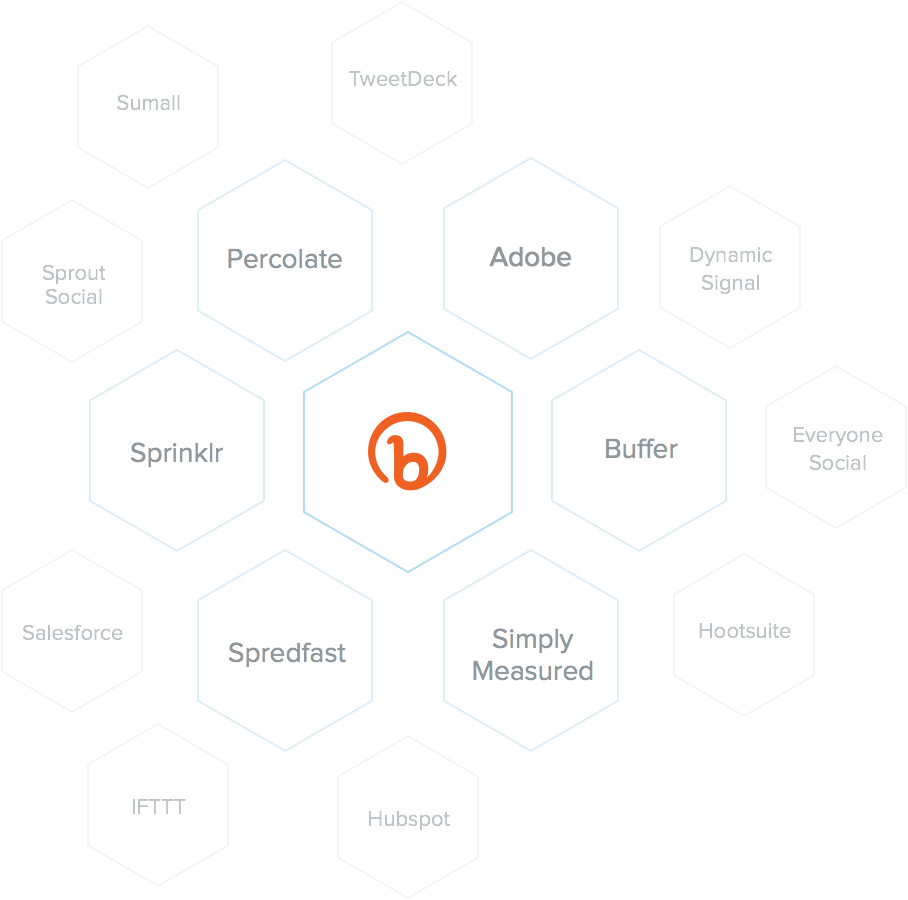 TweetDeck
Sumall
Percolate
Adobe
Dynamic
Signal
Sprout
Social
Sprinklr
b
Buffer
Everyone
Social
Salesforce
Spredfast
Simply
Measured
Hootsuite
IFTTT
Hubspot